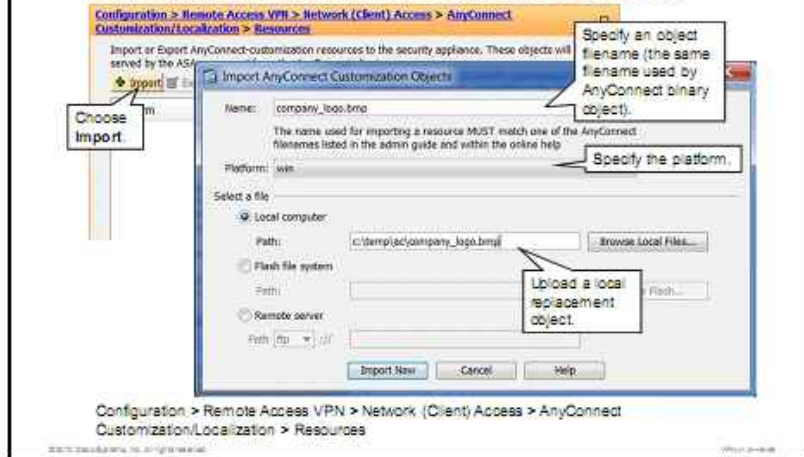 Configuration > Remote Access VPN > Network (Client) Access > AnyConnect
Customization/Localization > Resources
Import or Export AnyConnect-customization resources to the security appliance. These objects will
served by the ASA
Import
Choose
Import.
Specify an object
filename (the same
filename used by
AnyConnect binary
object).
Import AnyConnect Customization Objects
Name: company_logo.bmp
The name used for importing a resource MUST match one of the AnyConnect
filenames listed in the admin guide and within the online help
Platform: win
Specify the platform.
Select a file
Local computer
Path: c:\temp\ac\company_logo.bmp Browse Local Files...
Flash file system
Path: Flash...
Upload a local
replacement
object.
Remote server
Path ftp ://
Import Now Cancel Help
Configuration > Remote Access VPN > Network (Client) Access > AnyConnect
Customization/Localization > Resources